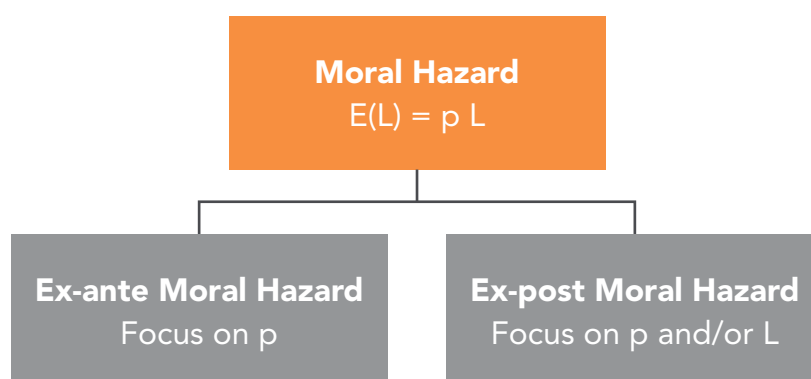 Moral Hazard
E(L) = p L
Ex-ante Moral Hazard
Focus on p
Ex-post Moral Hazard
Focus on p and/or L